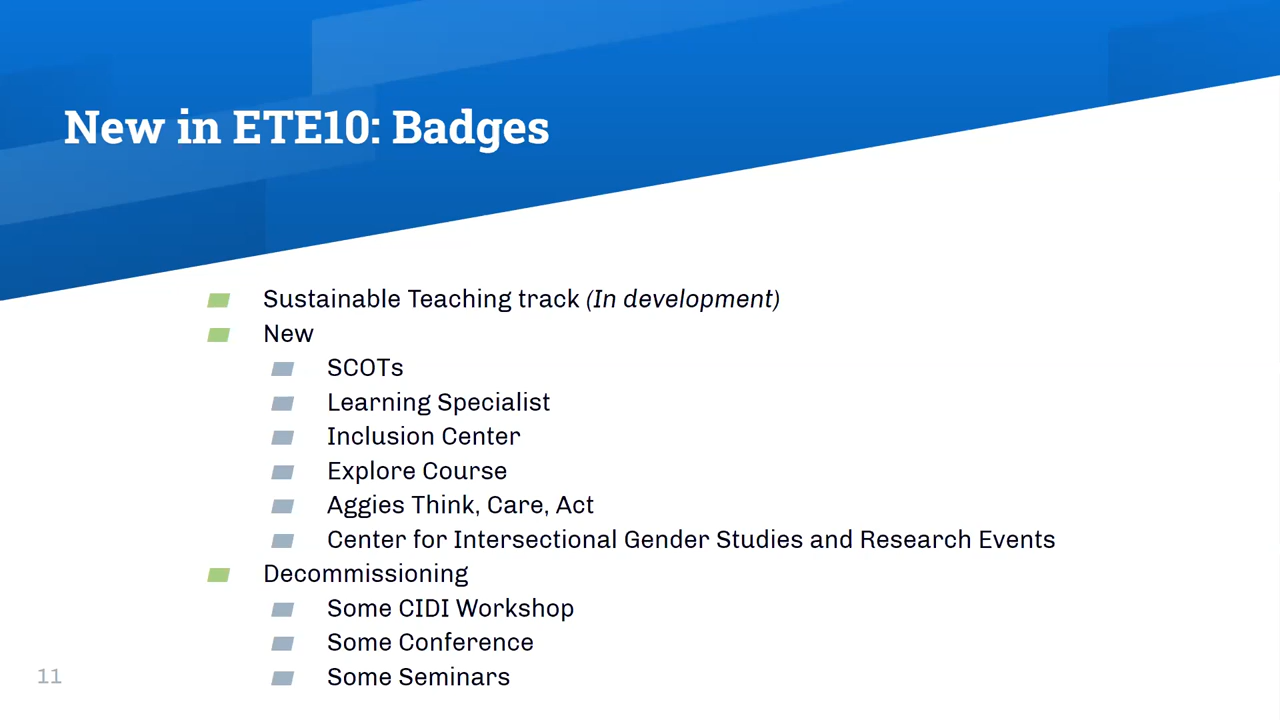 New in ETE10: Badges
Sustainable Teaching track (In development)
New
SCOTs
Learning Specialist
Inclusion Center
Explore Course
Aggies Think, Care, Act
Center for Intersectional Gender Studies and Research Events
Decommissioning
Some CIDI Workshop
Some Conference
Some Seminars
11